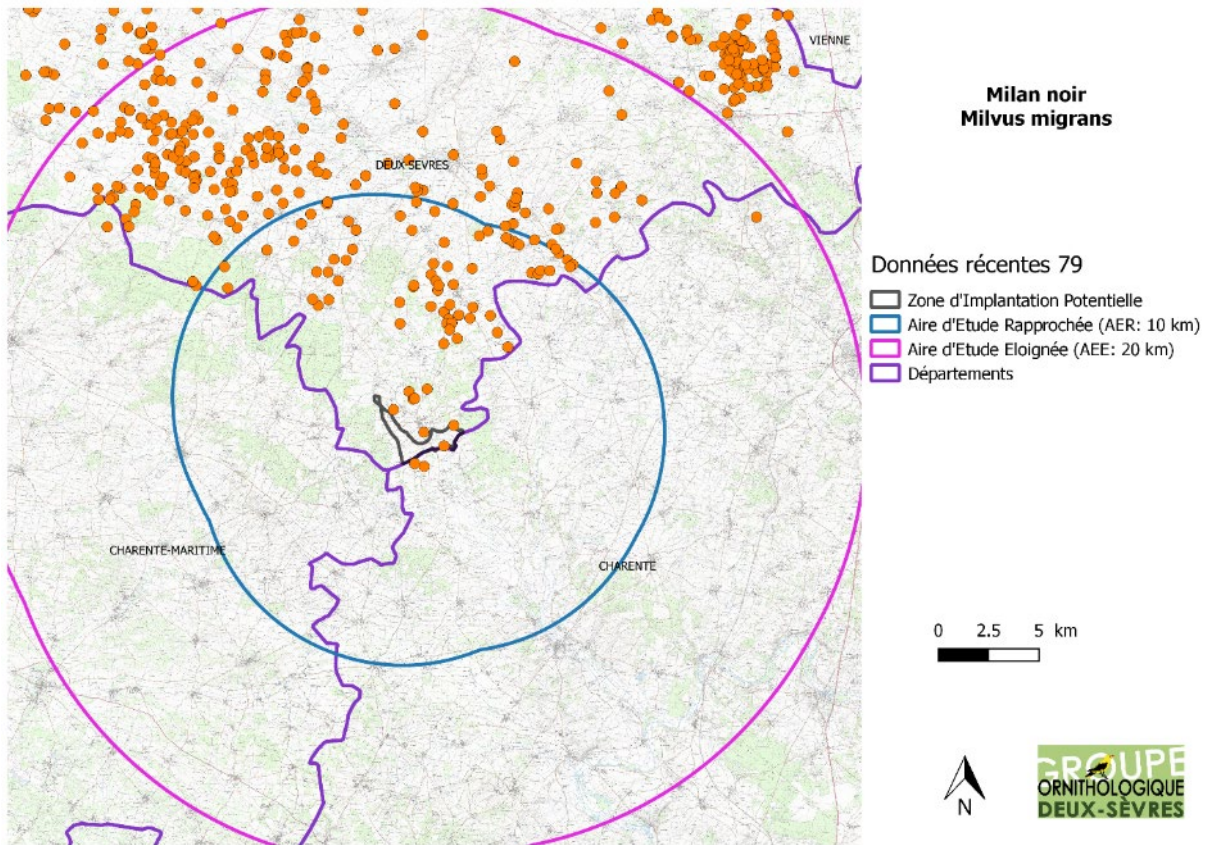 VIENNE
DEUX-SEVRES
CHARENTE-MARITIME
CHARENTE
Milan noir
Milvus migrans
Données récentes 79
Zone d'Implantation Potentielle
Aire d'Etude Rapprochée (AER: 10 km)
Aire d'Etude Eloignée (AEE: 20 km)
Départements
0 2.5 5 km
N
GROUPE
ORNITHOLOGIQUE
DEUX-SÈVRES